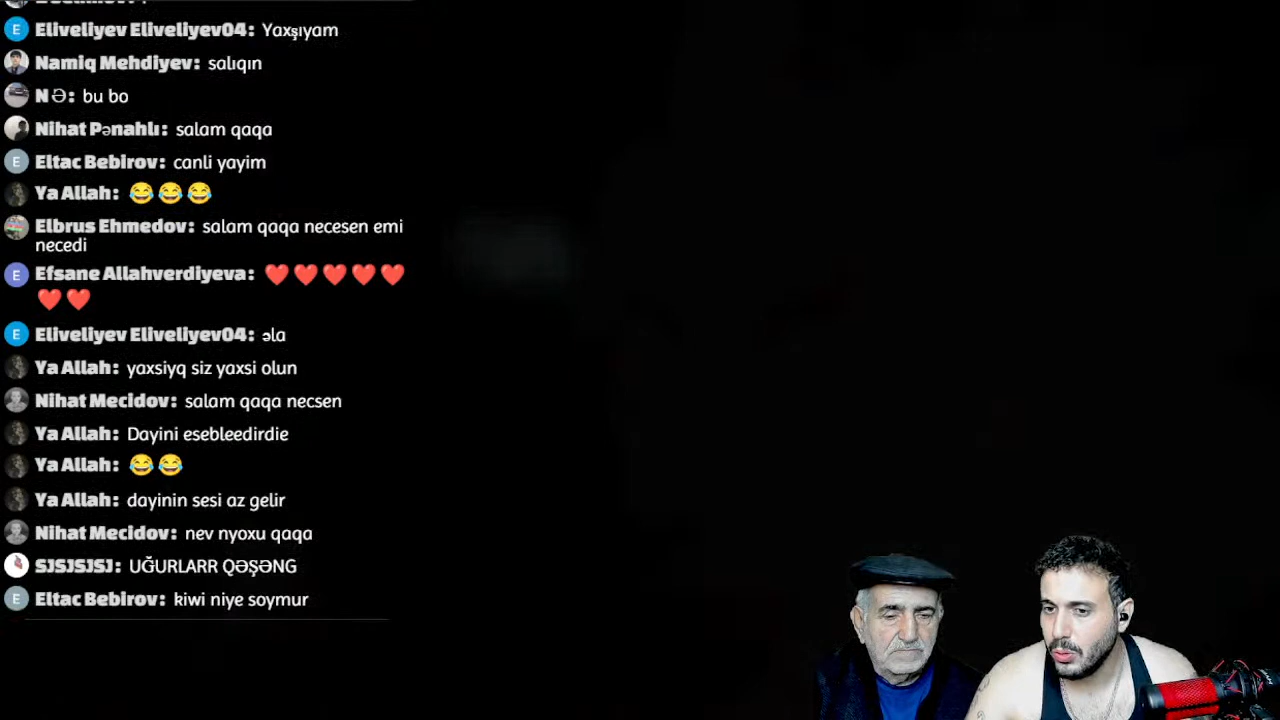 Eliveliyev Eliveliyev04: Yaxşıyam
Namiq Mehdiyev: salıqın
N Ə: bu bo
Nihat Pənahlı: salam qaqa
Eltac Bebirov: canli yayim
Ya Allah: 😂😂😂
Elbrus Ehmedov: salam qaqa necesen emi
necedi
Efsane Allahverdiyeva: ❤️❤️❤️❤️❤️
❤️❤️
Eliveliyev Eliveliyev04: əla
Ya Allah: yaxsiyq siz yaxsi olun
Nihat Mecidov: salam qaqa necsen
Ya Allah: Dayini esebleedirdie
Ya Allah: 😂😂
Ya Allah: dayinin sesi az gelir
Nihat Mecidov: nev nyoxu qaqa
SJSJSJSJ: UĞURLARR QƏŞƏNG
Eltac Bebirov: kiwi niye soymur